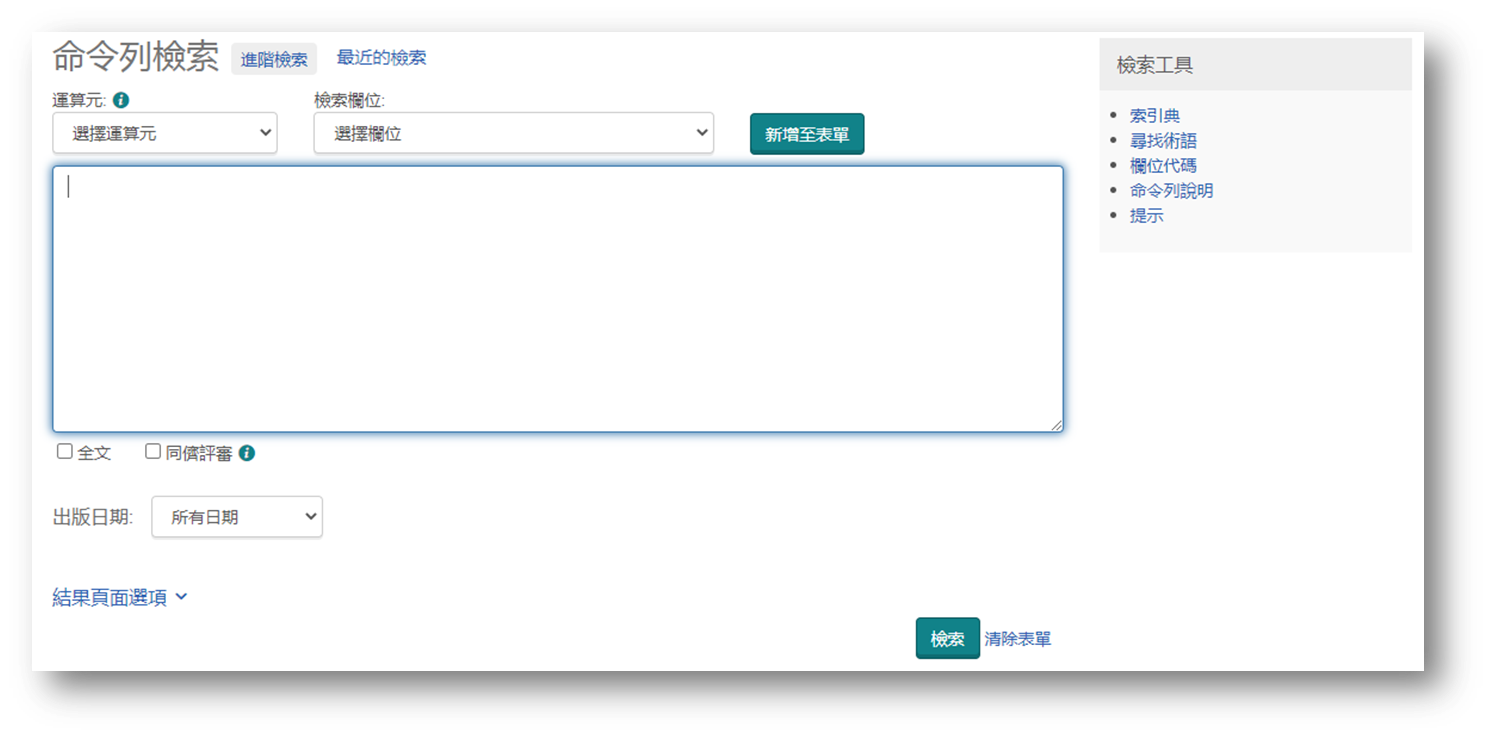 命令列檢索 進階檢索 最近的檢索
運算元: 檢索欄位:
選擇運算元 選擇欄位 新增至表單
全文 同儕評審
出版日期: 所有日期
結果頁面選項
檢索 清除表單
檢索工具
索引典
尋找術語
欄位代碼
命令列說明
提示